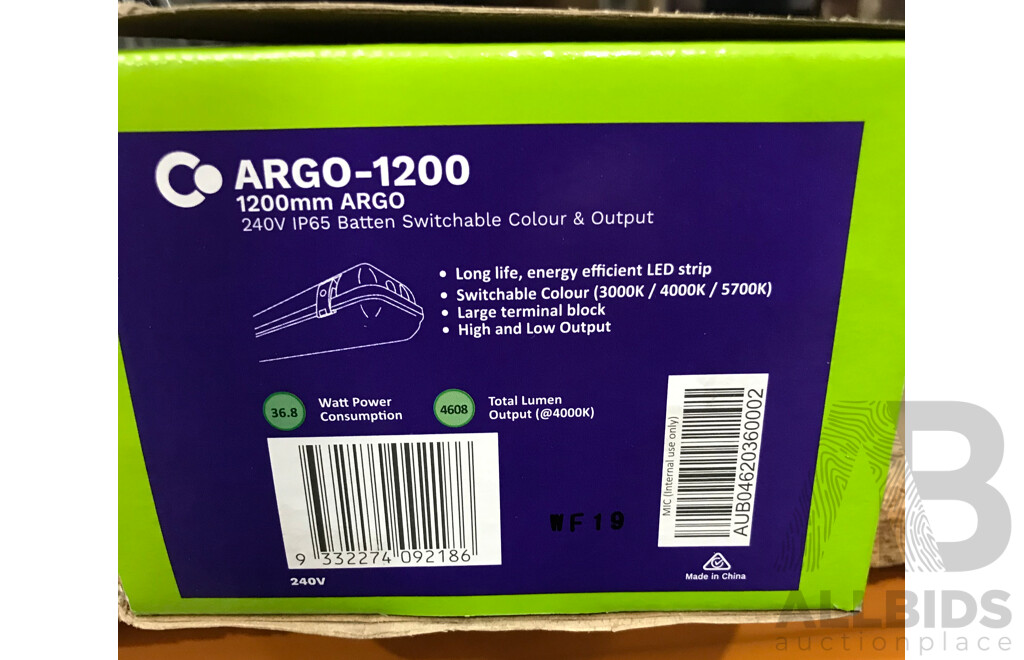 ARGO-1200
1200mm ARGO
240V IP65 Batten Switchable Colour & Output
• Long life, energy efficient LED strip
• Switchable Colour (3000K / 4000K / 5700K)
• Large terminal block
• High and Low Output
36.8
Watt Power
Consumption
4608
Total Lumen
Output (@4000K)
9 332274 092186
240V
WF19
MIC (Internal use only)
AUB04620360002
Made in China
AB
ALLBIDS
auctionplace